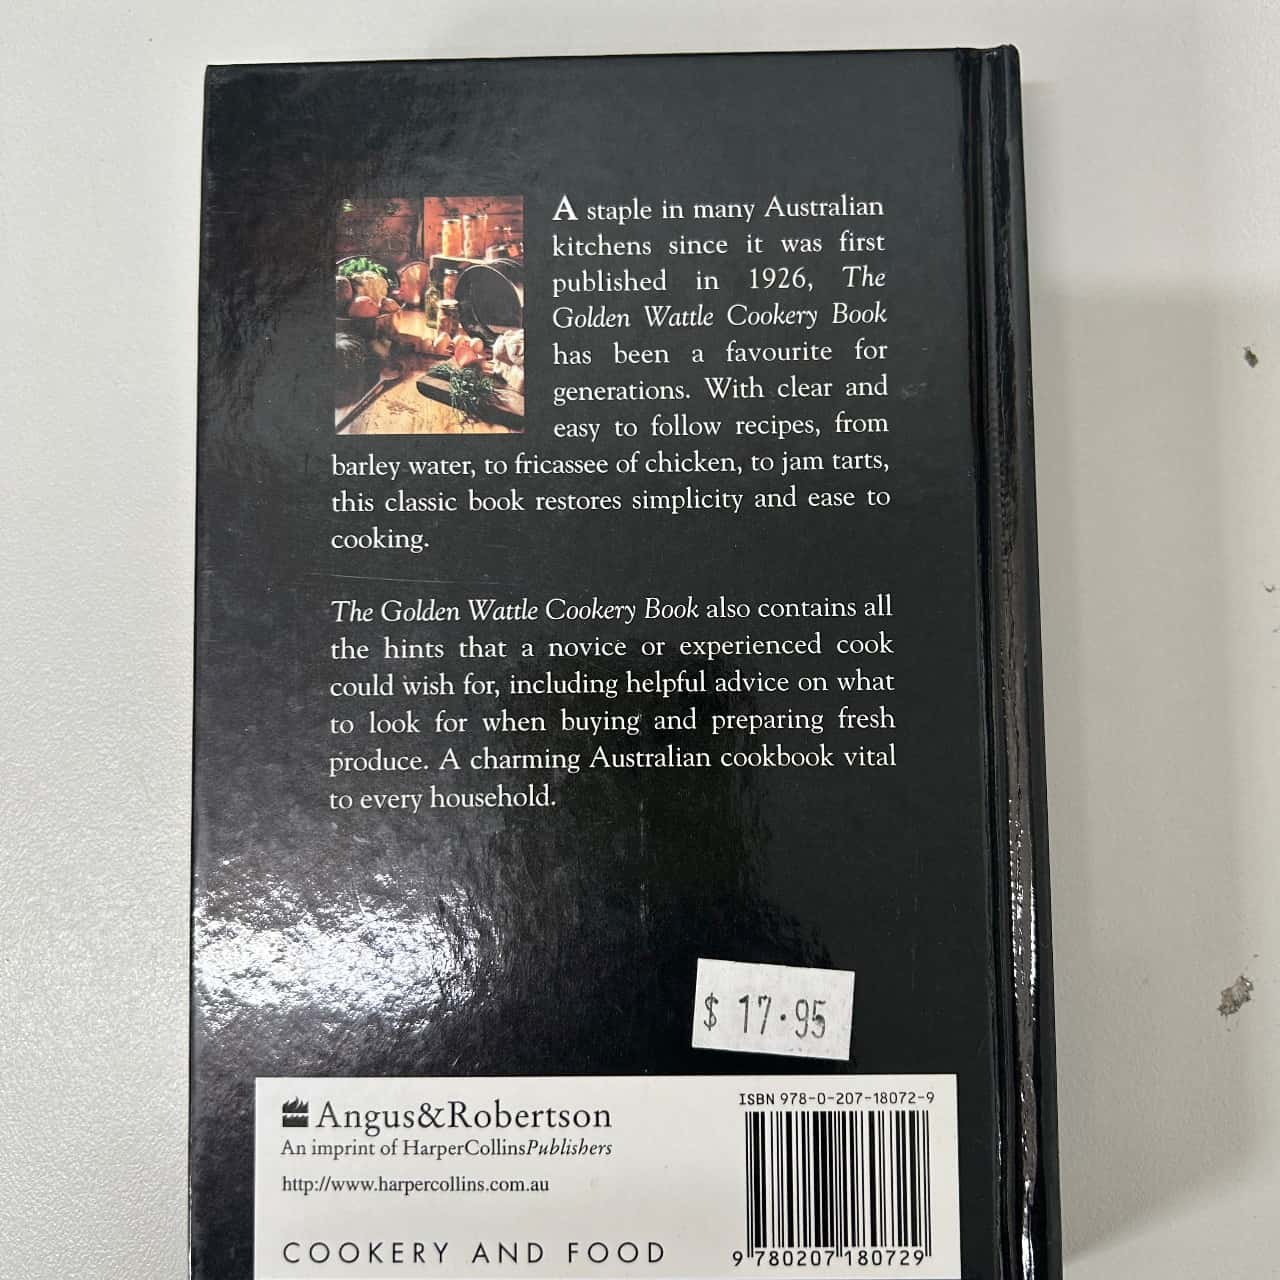 A staple in many Australian
kitchens since it was first
published in 1926, The
Golden Wattle Cookery Book
has been a favourite for
generations. With clear and
easy to follow recipes, from
barley water, to fricassee of chicken, to jam tarts,
this classic book restores simplicity and ease to
cooking.
The Golden Wattle Cookery Book also contains all
the hints that a novice or experienced cook
could wish for, including helpful advice on what
to look for when buying and preparing fresh
produce. A charming Australian cookbook vital
to every household.
$ 17.95
Angus&Robertson
An imprint of HarperCollinsPublishers
http://www.harpercollins.com.au
COOKERY AND FOOD
ISBN 978-0-207-18072-9
9 780207 180729